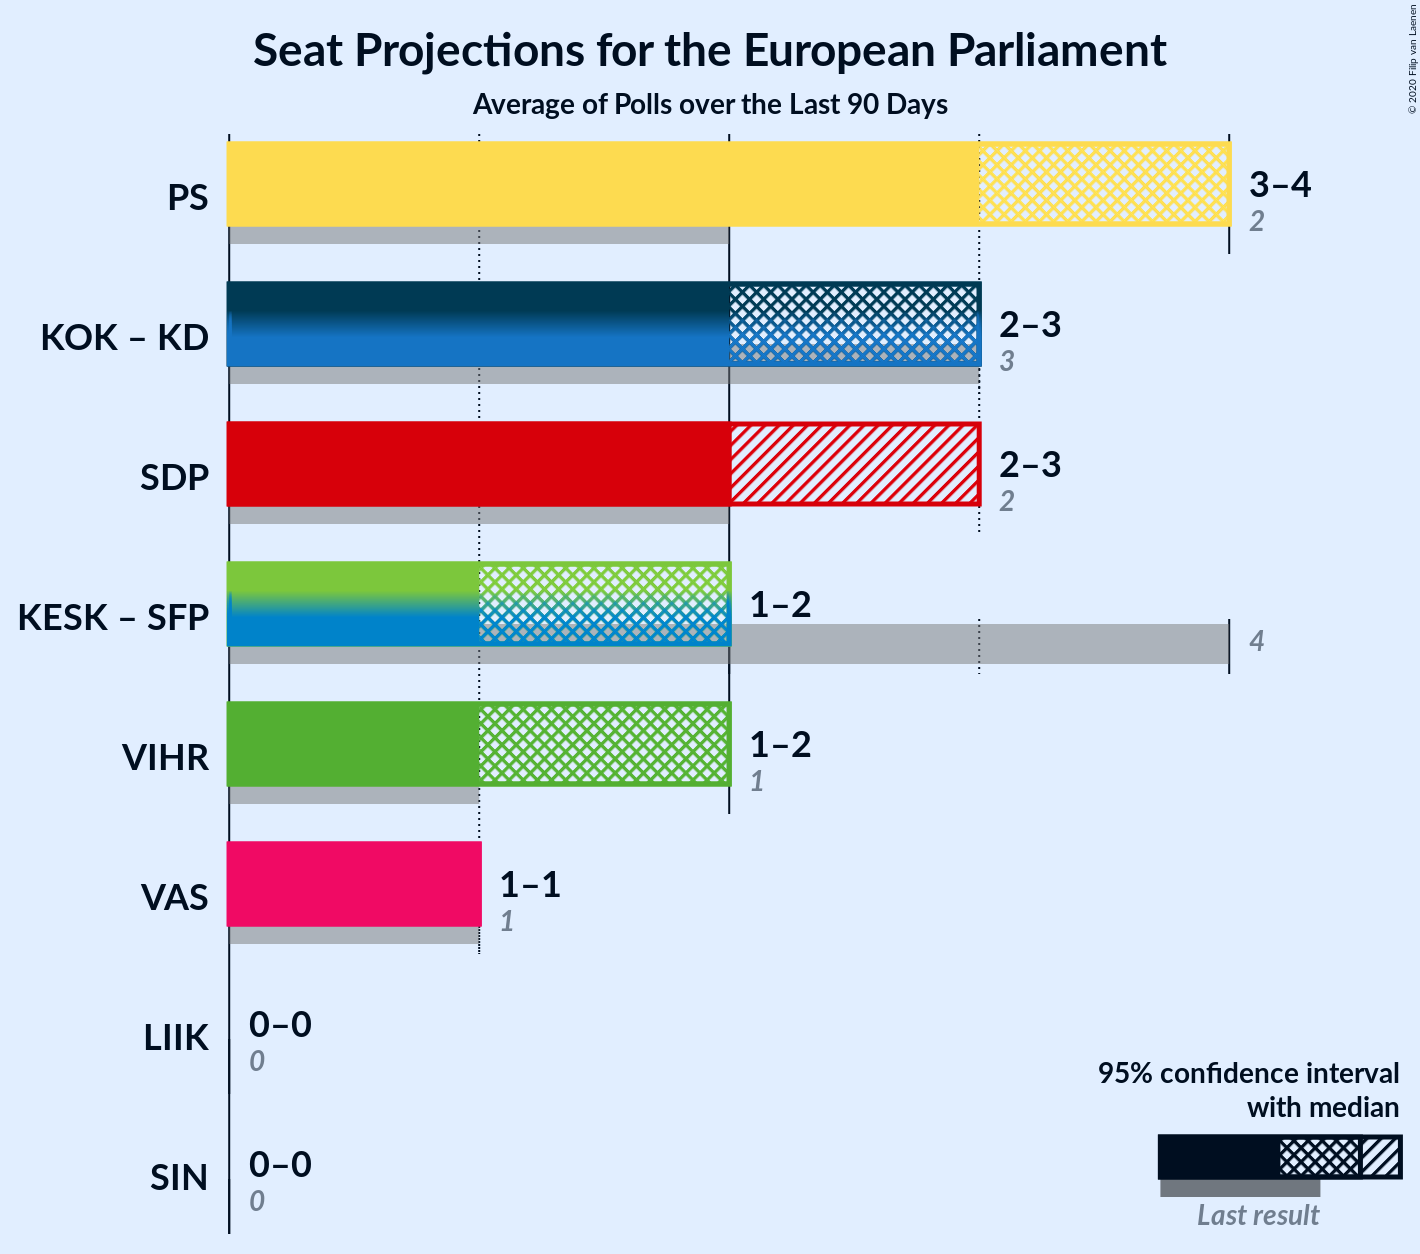 Seat Projections for the European Parliament
Average of Polls over the Last 90 Days
© 2020 Filip van Laenen
PS
3–4
2
KOK – KD
2–3
3
SDP
2–3
2
KESK – SFP
1–2
4
VIHR
1–2
1
VAS
1–1
1
LIIK
0–0
0
SIN
0–0
0
95% confidence interval
with median
Last result